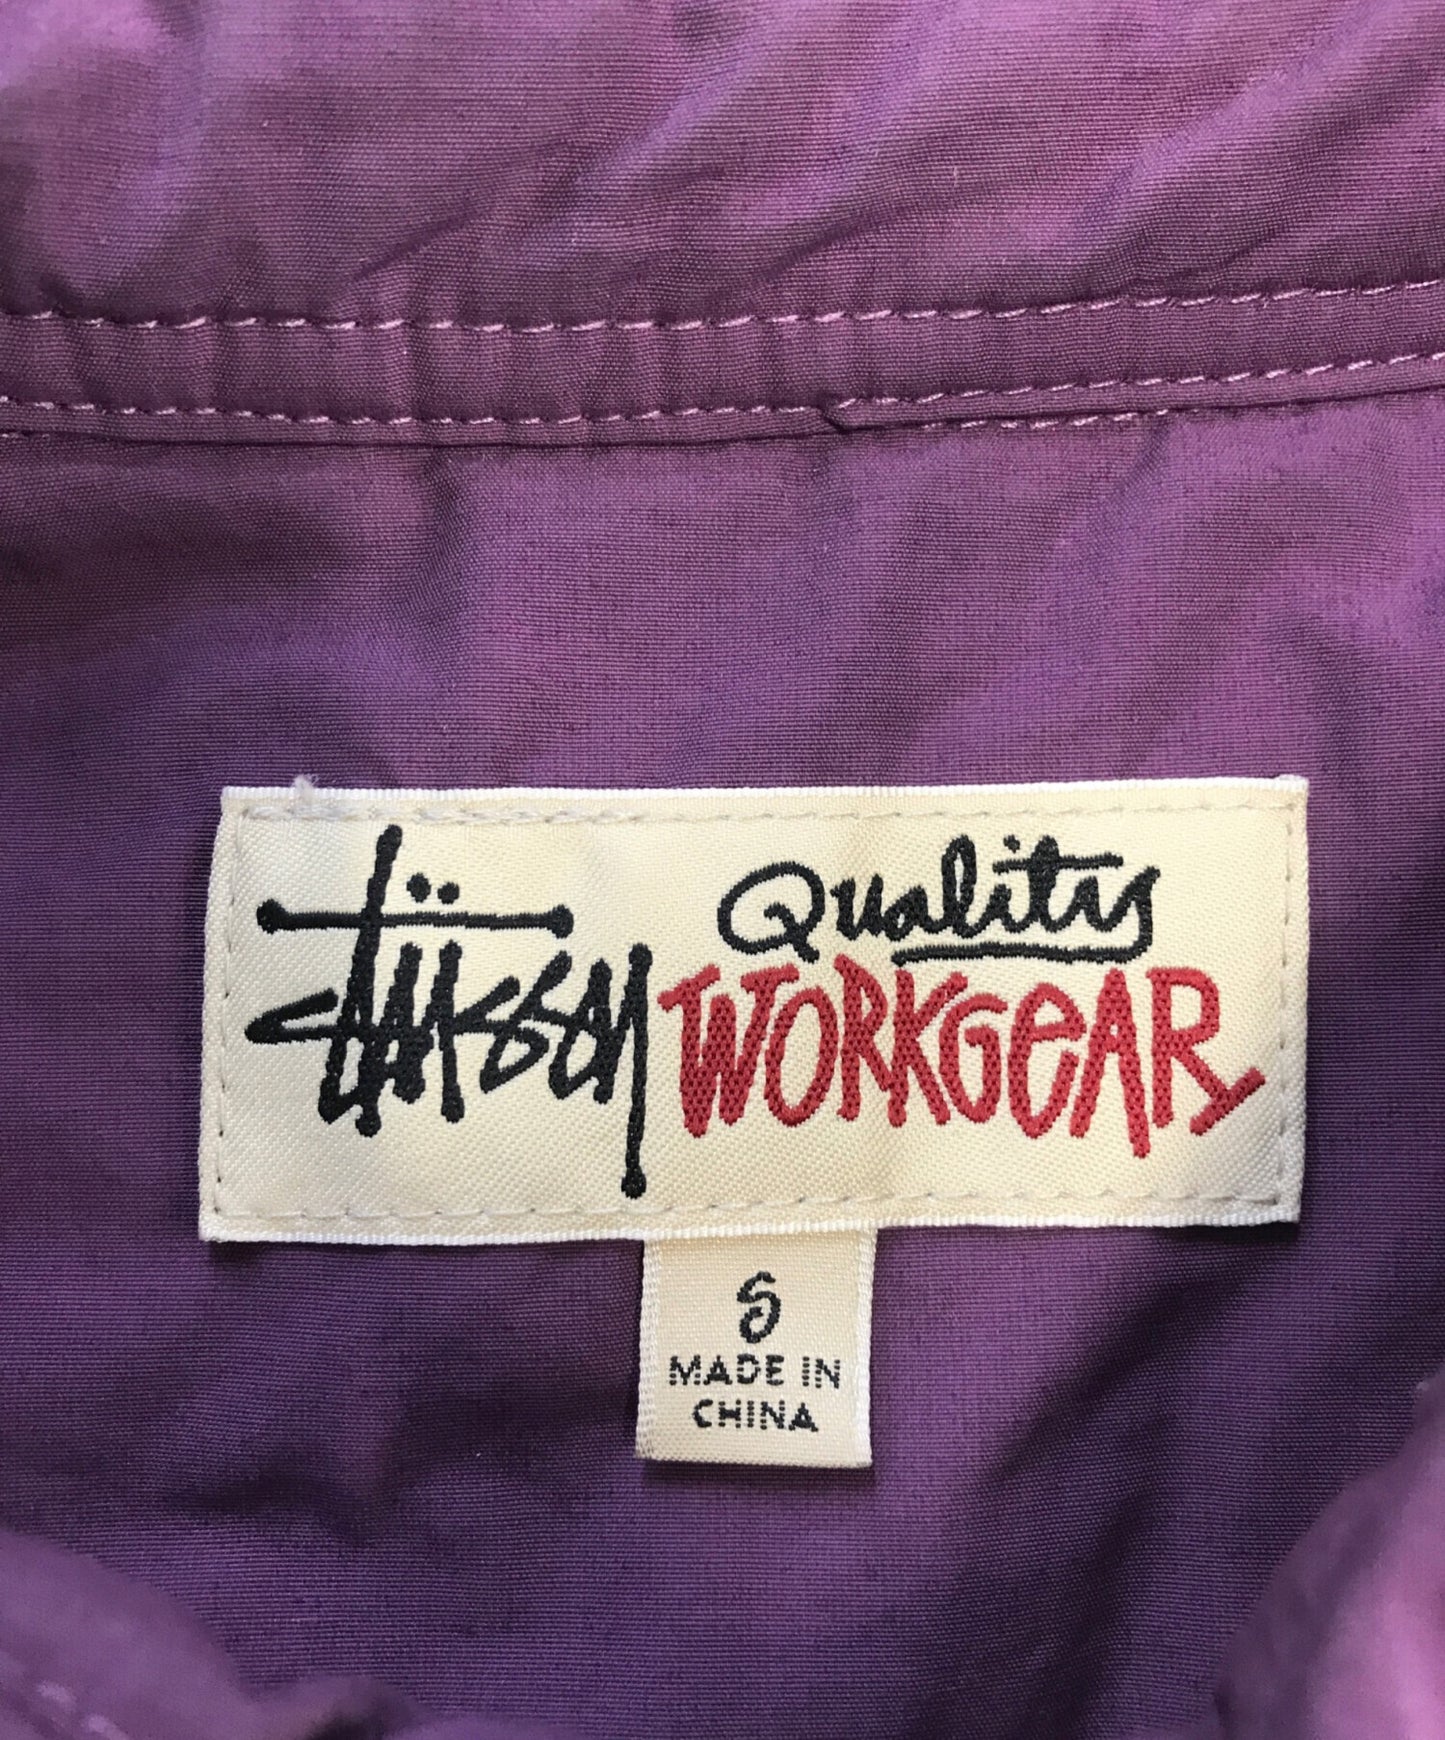 Stüssy Quality
WORKGEAR
S
MADE IN
CHINA